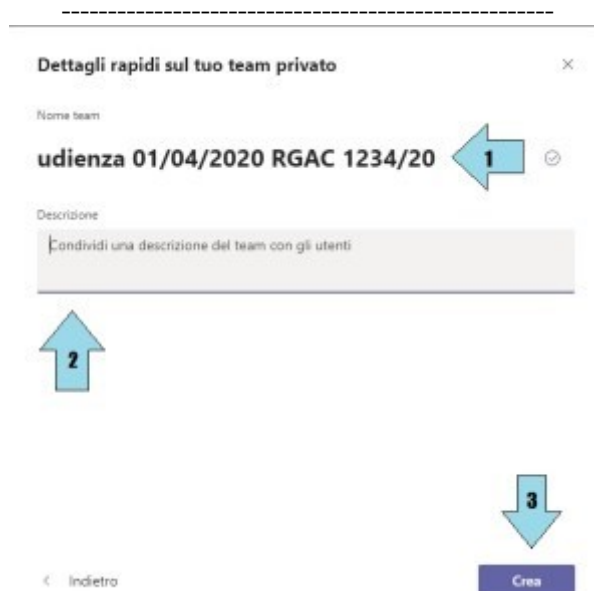 Dettagli rapidi sul tuo team privato
Nome team
udienza 01/04/2020 RGAC 1234/20
1
Descrizione
Condividi una descrizione del team con gli utenti
2
3
Indietro
Crea